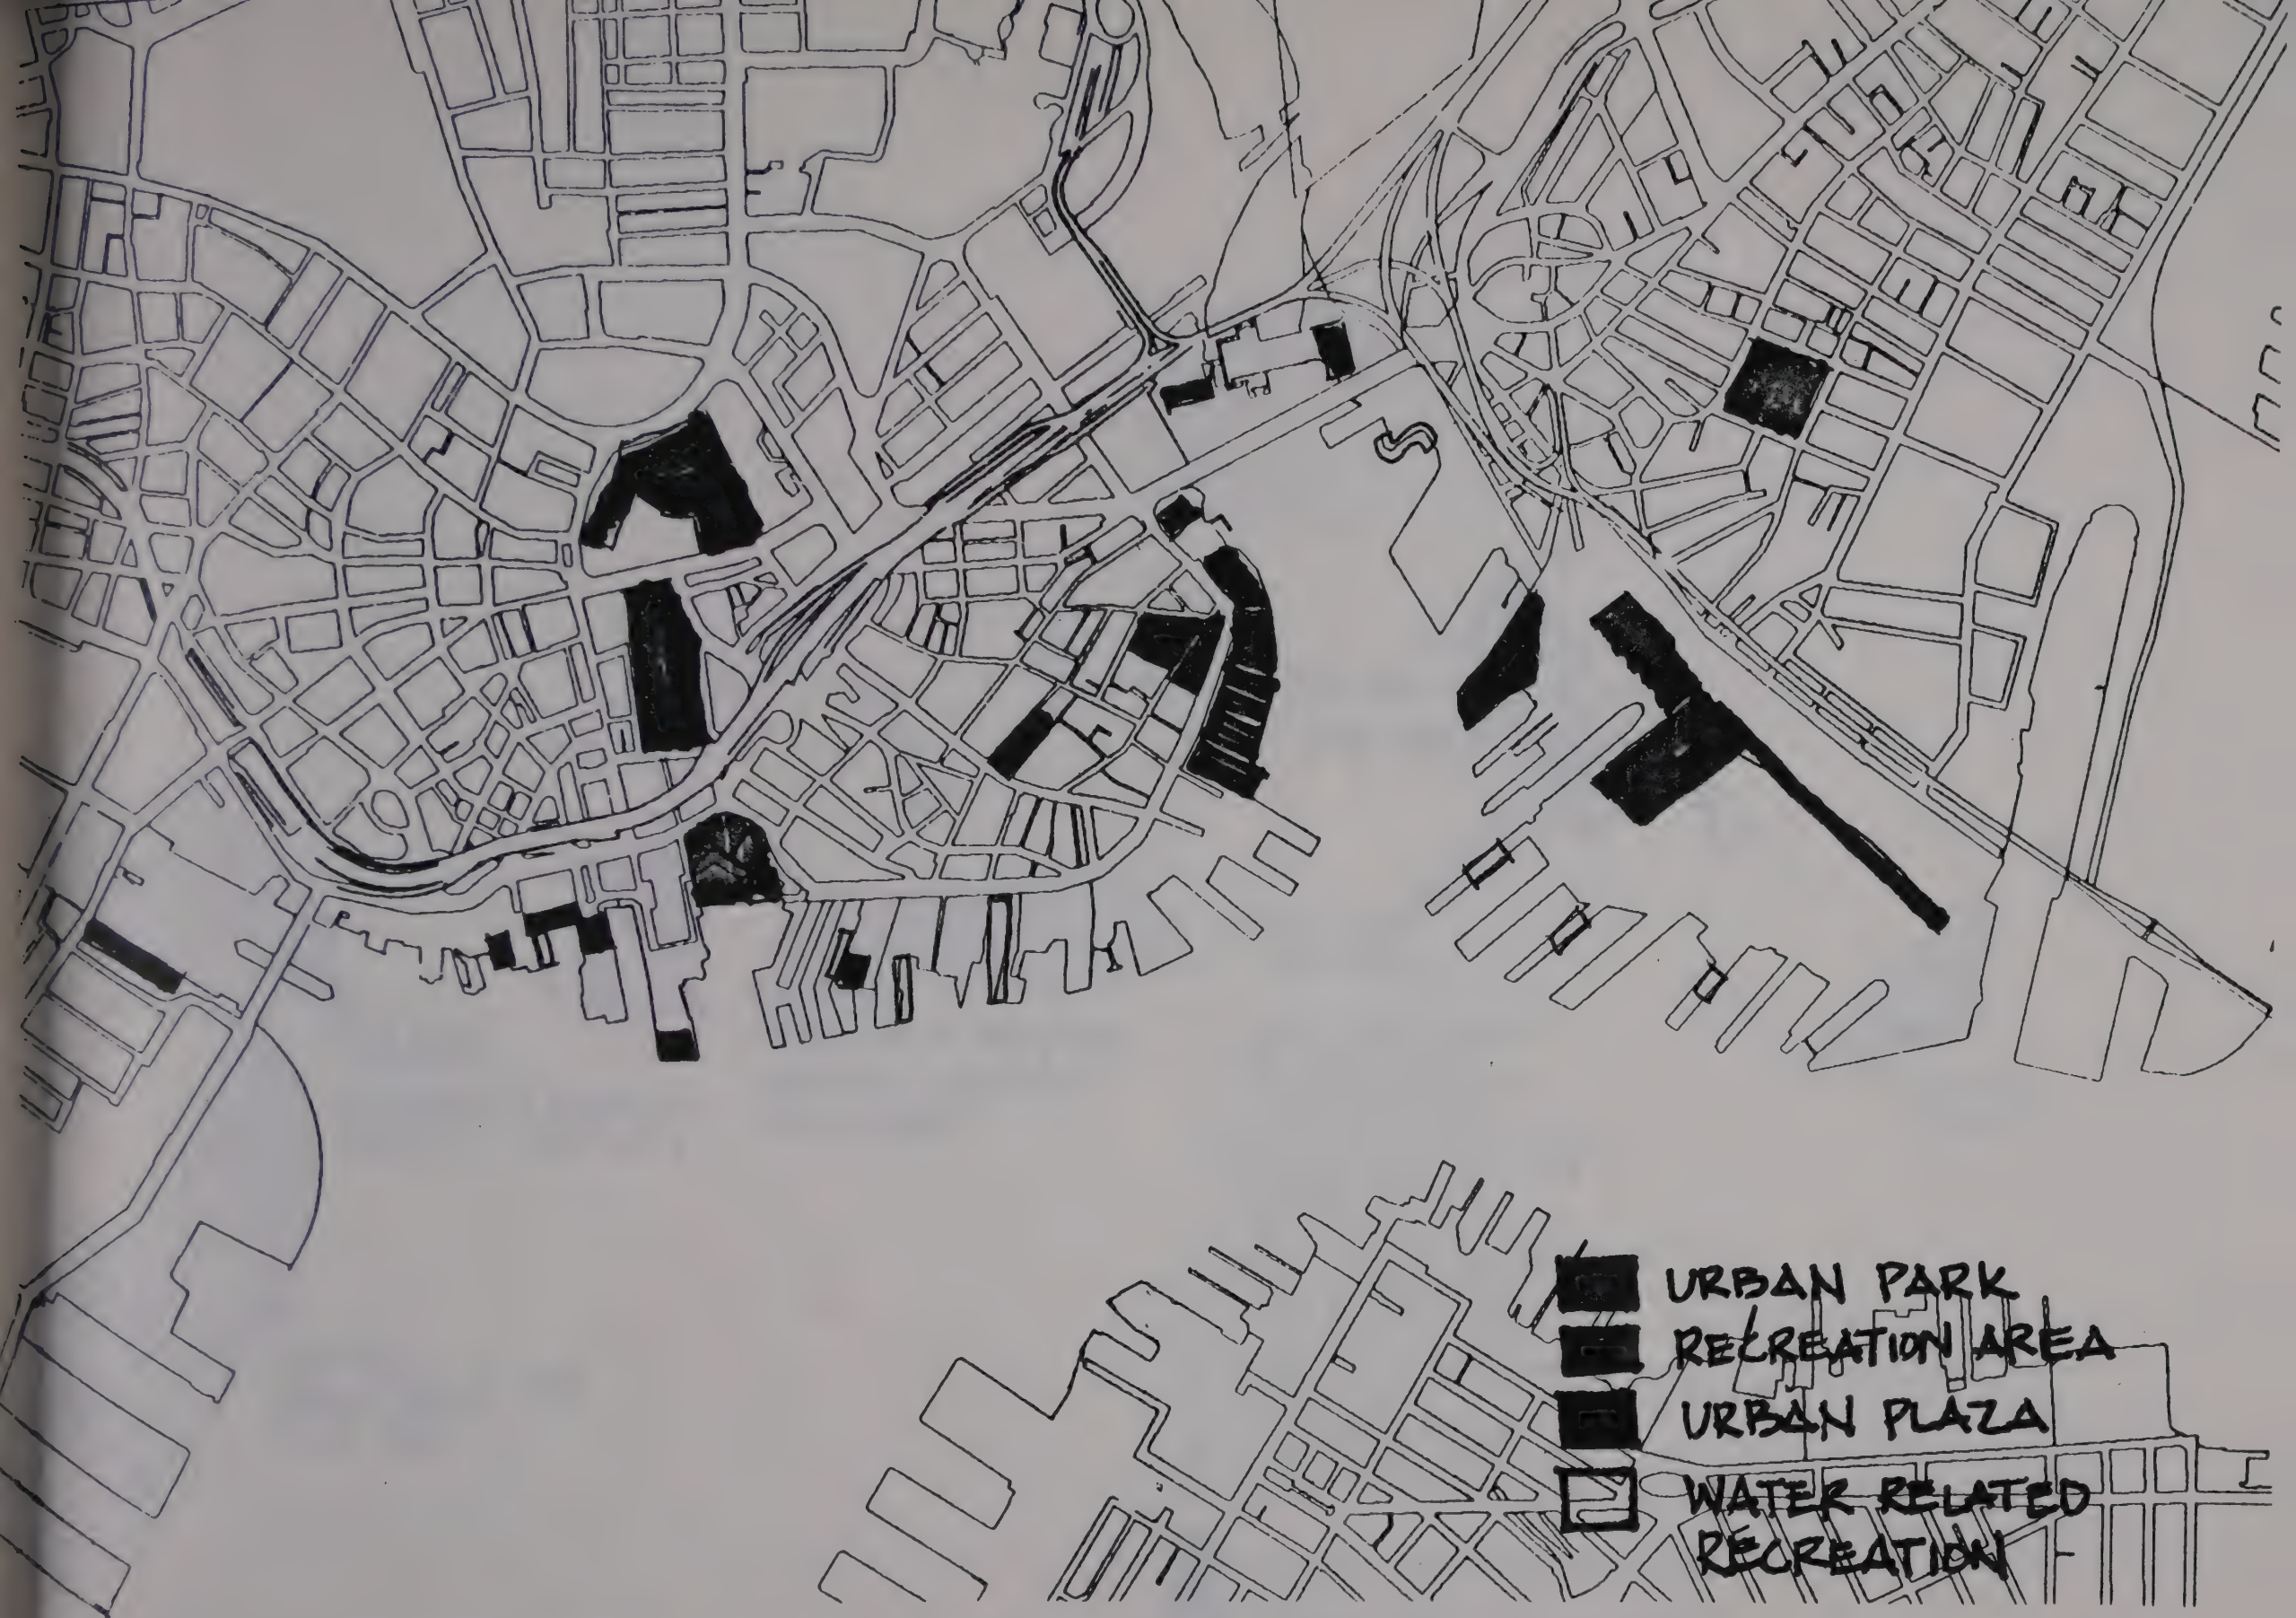 URBAN PARK
RECREATION AREA
URBAN PLAZA
WATER RELATED
RECREATION